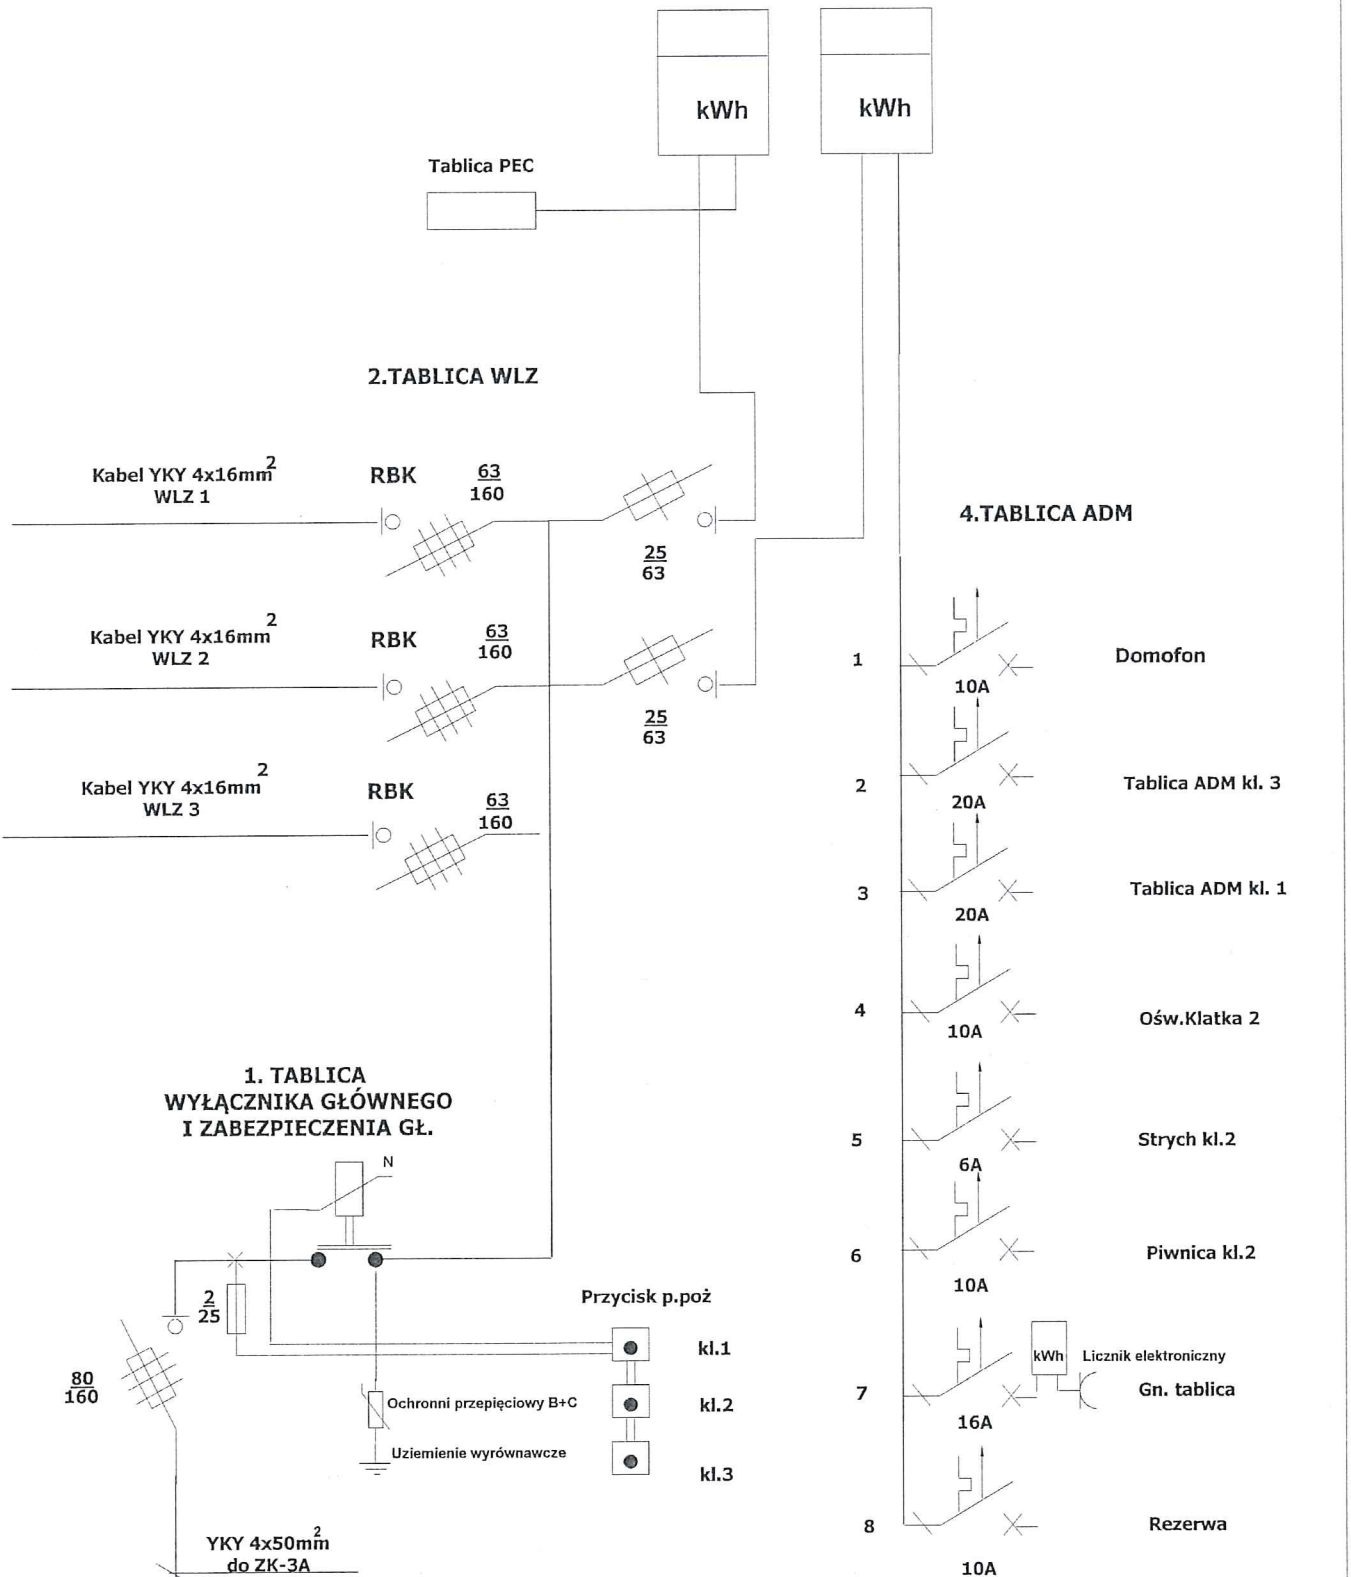 kWh
kWh
Tablica PEC
2.TABLICA WLZ
Kabel YKY 4x16mm2
WLZ 1
RBK
63
160
25
63
Kabel YKY 4x16mm2
WLZ 2
RBK
63
160
25
63
Kabel YKY 4x16mm2
WLZ 3
RBK
63
160
1. TABLICA
WYŁĄCZNIKA GŁÓWNEGO
I ZABEZPIECZENIA GŁ.
N
2
25
80
160
Przycisk p.poż
kl.1
kl.2
kl.3
Ochronni przepięciowy B+C
Uziemienie wyrównawcze
YKY 4x50mm2
do ZK-3A
4.TABLICA ADM
1
10A
Domofon
2
20A
Tablica ADM kl. 3
3
20A
Tablica ADM kl. 1
4
10A
Ośw.Klatka 2
5
6A
Strych kl.2
6
10A
Piwnica kl.2
7
16A
kWh
Licznik elektroniczny
Gn. tablica
8
10A
Rezerwa